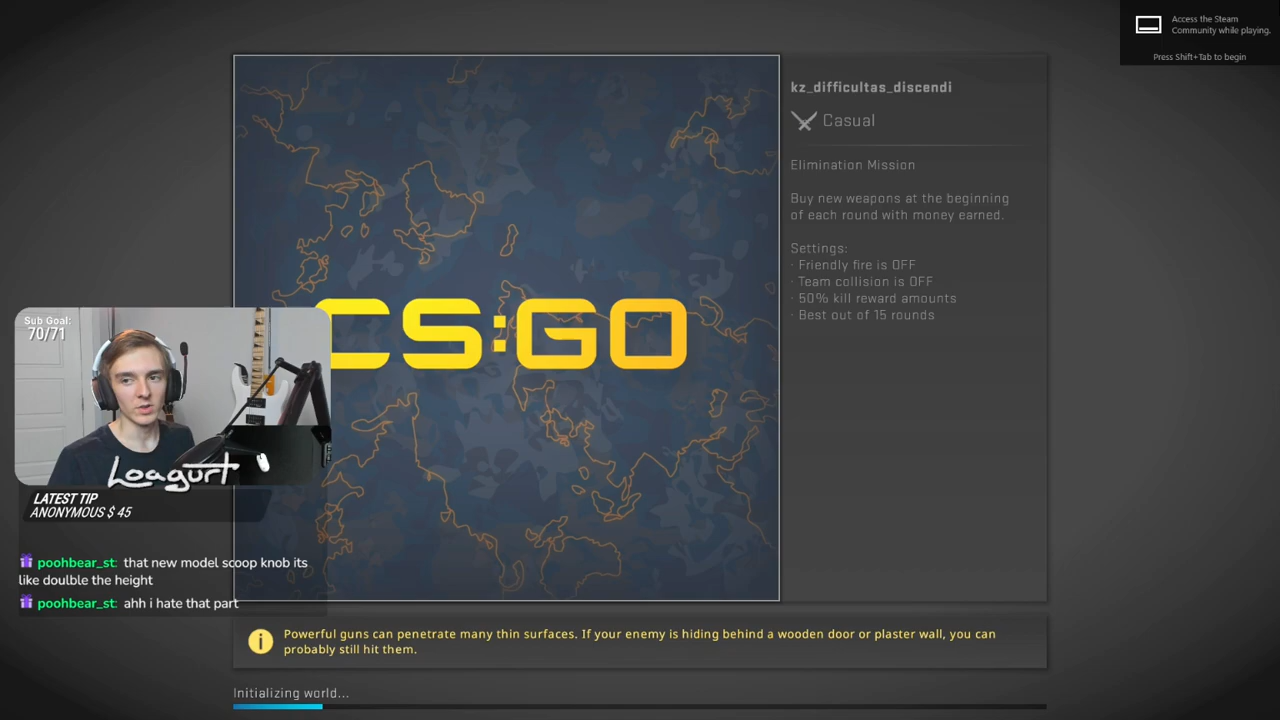 Access the Steam
Community while playing.
Press Shift+Tab to begin
kz_difficultas_discendi
Casual
Elimination Mission
Buy new weapons at the beginning
of each round with money earned.
Settings:
· Friendly fire is OFF
· Team collision is OFF
· 50% kill reward amounts
· Best out of 15 rounds
CS:GO
Sub Goal:
70/71
Loagurt
LATEST TIP
ANONYMOUS $ 45
poohbear_st: that new model scoop knob its
like doulble the height
poohbear_st: ahh i hate that part
Powerful guns can penetrate many thin surfaces. If your enemy is hiding behind a wooden door or plaster wall, you can
probably still hit them.
Initializing world...